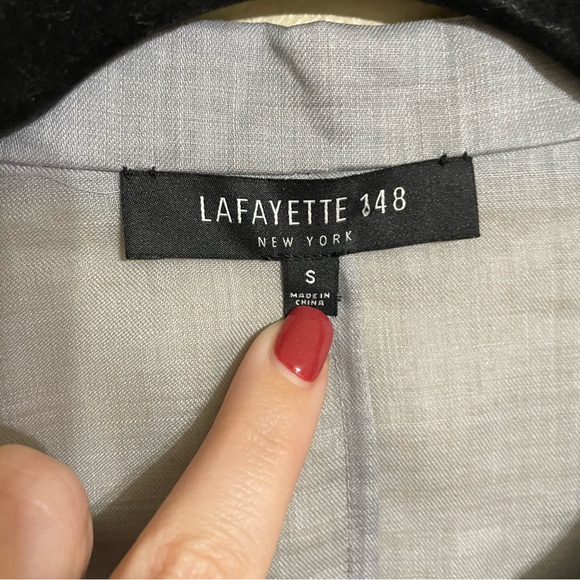 LAFAYETTE 148
NEW YORK
S
MADE IN
CHINA